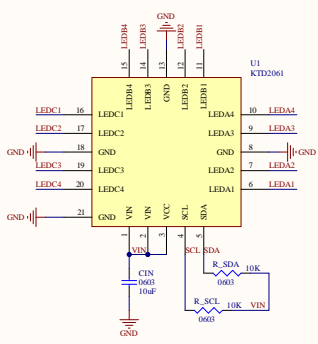 GND
LEDB4
LEDB3
LEDB2
LEDB1
U1
KTD2061
15
14
13
12
11
LEDB4
LEDB3
GND
LEDB2
LEDB1
LEDC1 16 LEDC1 LEDA4 10 LEDA4
LEDC2 17 LEDC2 LEDA3 9 LEDA3
GND 18 GND GND 8 GND
LEDC3 19 LEDC3 LEDA2 7 LEDA2
LEDC4 20 LEDC4 LEDA1 6 LEDA1
GND 21 GND
VIN
VIN
VCC
SCL
SDA
1 2 3 4 5
VIN SCL SDA
CIN
0603
10uF
GND
R_SDA
10K
0603
R_SCL
10K VIN
0603